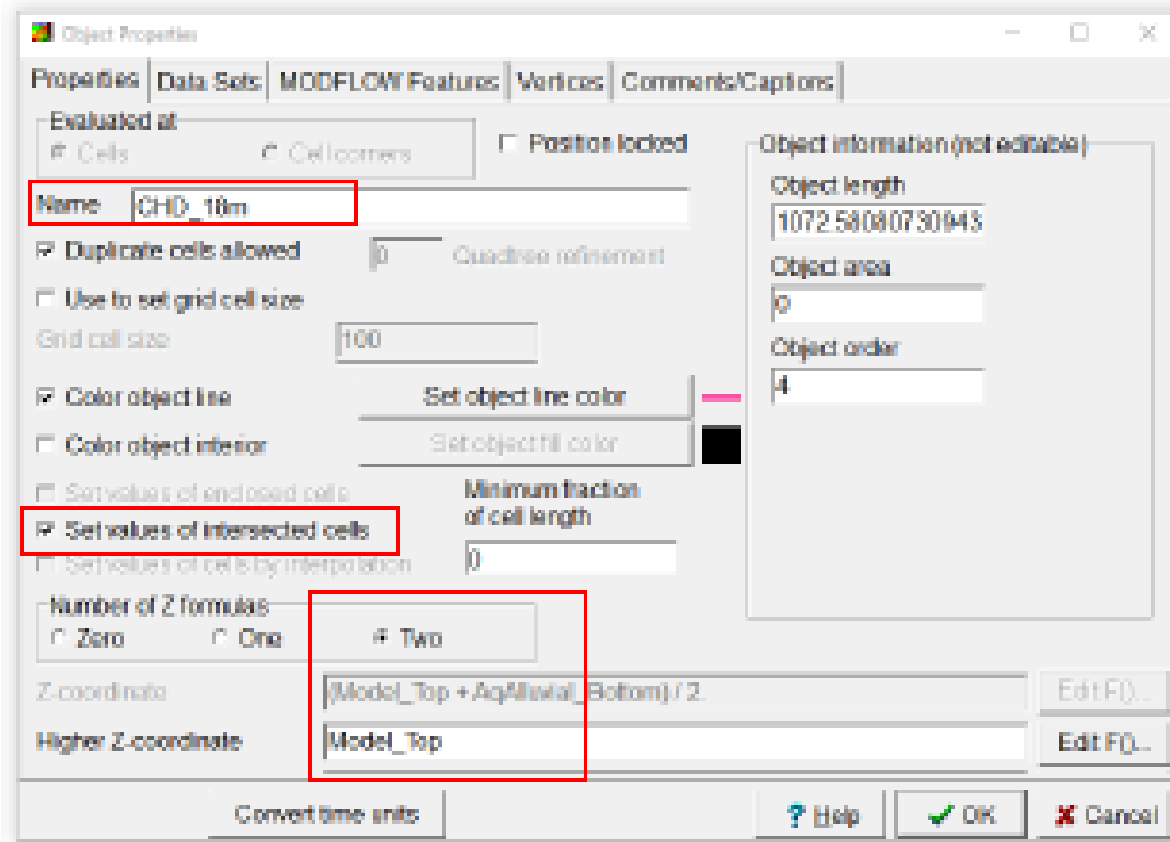 Object Properties
Properties Data Sets MODFLOW Features Vertices Comments/Captions
Evaluated at
Cells Cell corners
Position locked
Name CHD_18m
Duplicate cells allowed 0 Quadtree refinement
Use to set grid cell size
Grid cell size 100
Color object line Set object line color
Color object interior Set object fill color
Set values of enclosed cells
Minimum fraction
of cell length
Set values of intersected cells
0
Set values of cells by interpolation
Number of Z formulas
Zero One Two
Z-coordinate (Model_Top + AqAlluvial_Bottom) / 2. Edit F()...
Higher Z-coordinate Model_Top Edit F()...
Object information (not editable)
Object length
1072.58080730943
Object area
0
Object order
4
Convert time units ? Help OK Cancel